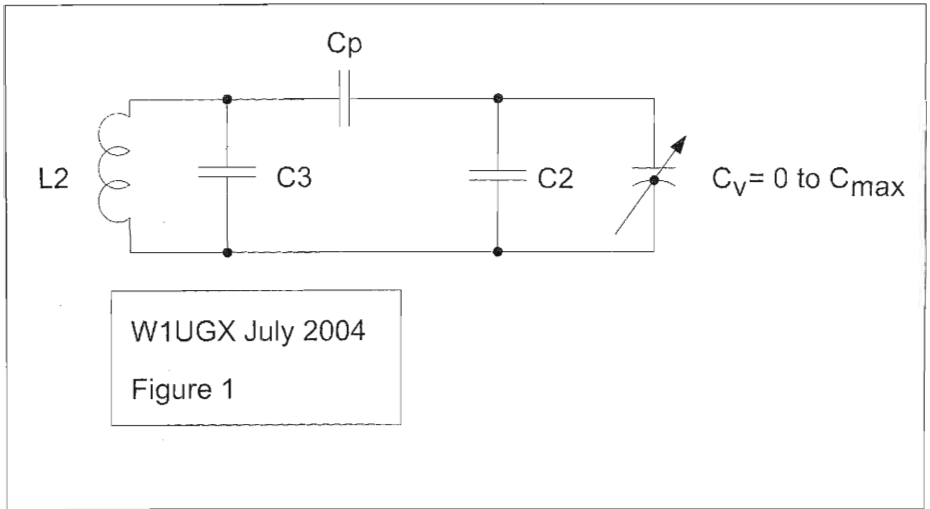 Cp
L2
C3
C2
Cv= 0 to Cmax
W1UGX July 2004
Figure 1